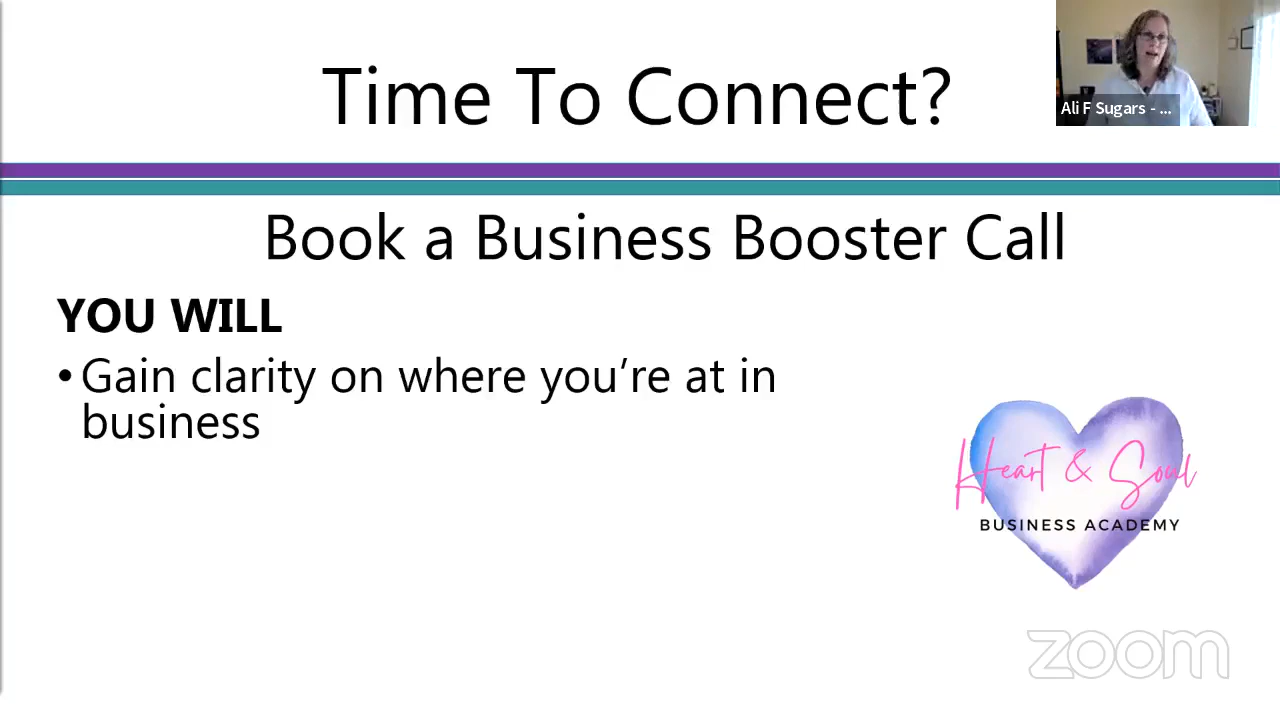 Time To Connect?
Ali F Sugars - ...
Book a Business Booster Call
YOU WILL
•Gain clarity on where you’re at in
business
Heart & Soul
BUSINESS ACADEMY
zoom